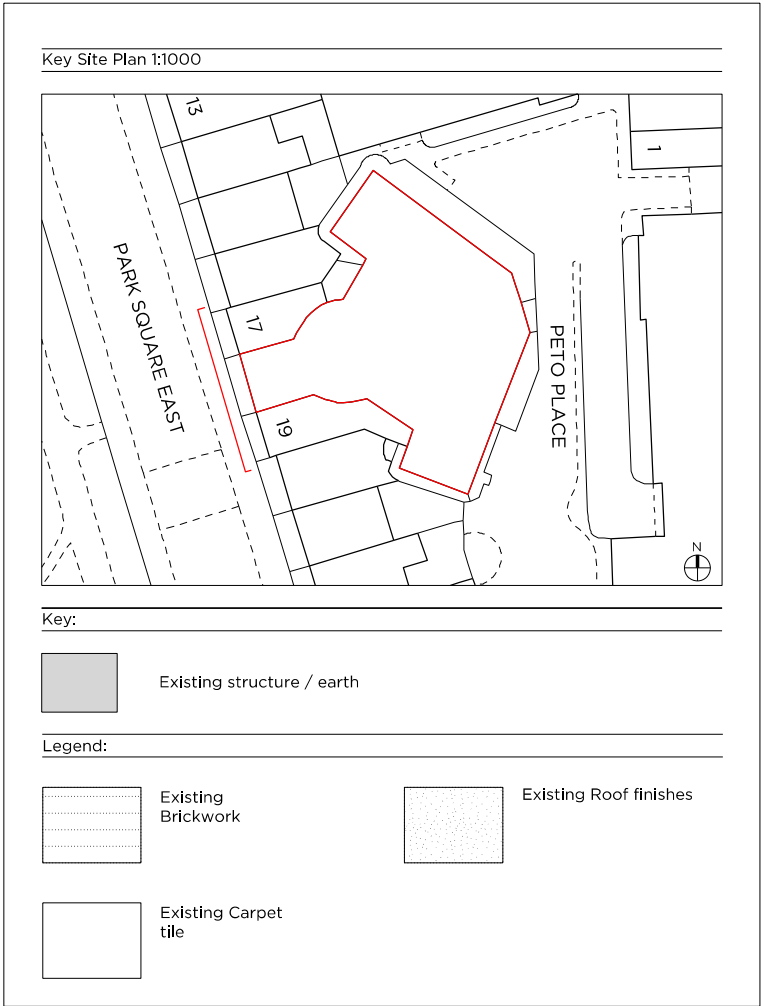 Key Site Plan 1:1000
13
1
PARK SQUARE EAST
17
PETO PLACE
19
N
Key:
Existing structure / earth
Legend:
Existing
Brickwork
Existing Roof finishes
Existing Carpet
tile